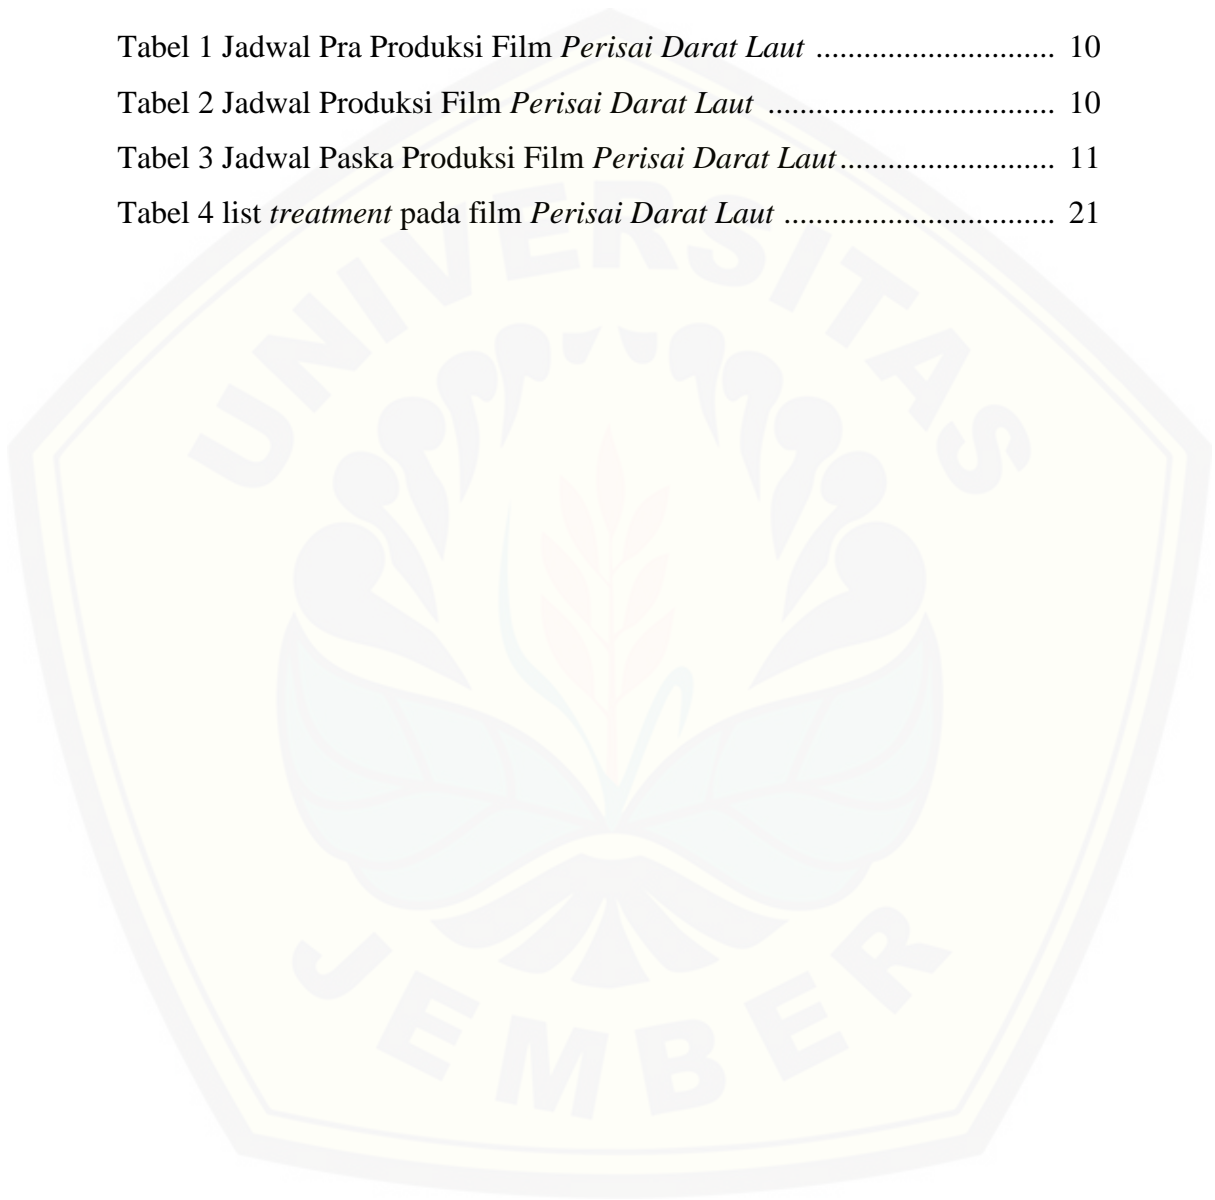 Tabel 1 Jadwal Pra Produksi Film Perisai Darat Laut .............................. 10
Tabel 2 Jadwal Produksi Film Perisai Darat Laut .................................... 10
Tabel 3 Jadwal Paska Produksi Film Perisai Darat Laut ........................... 11
Tabel 4 list treatment pada film Perisai Darat Laut .................................. 21
UNIVERSITAS
JEMBER